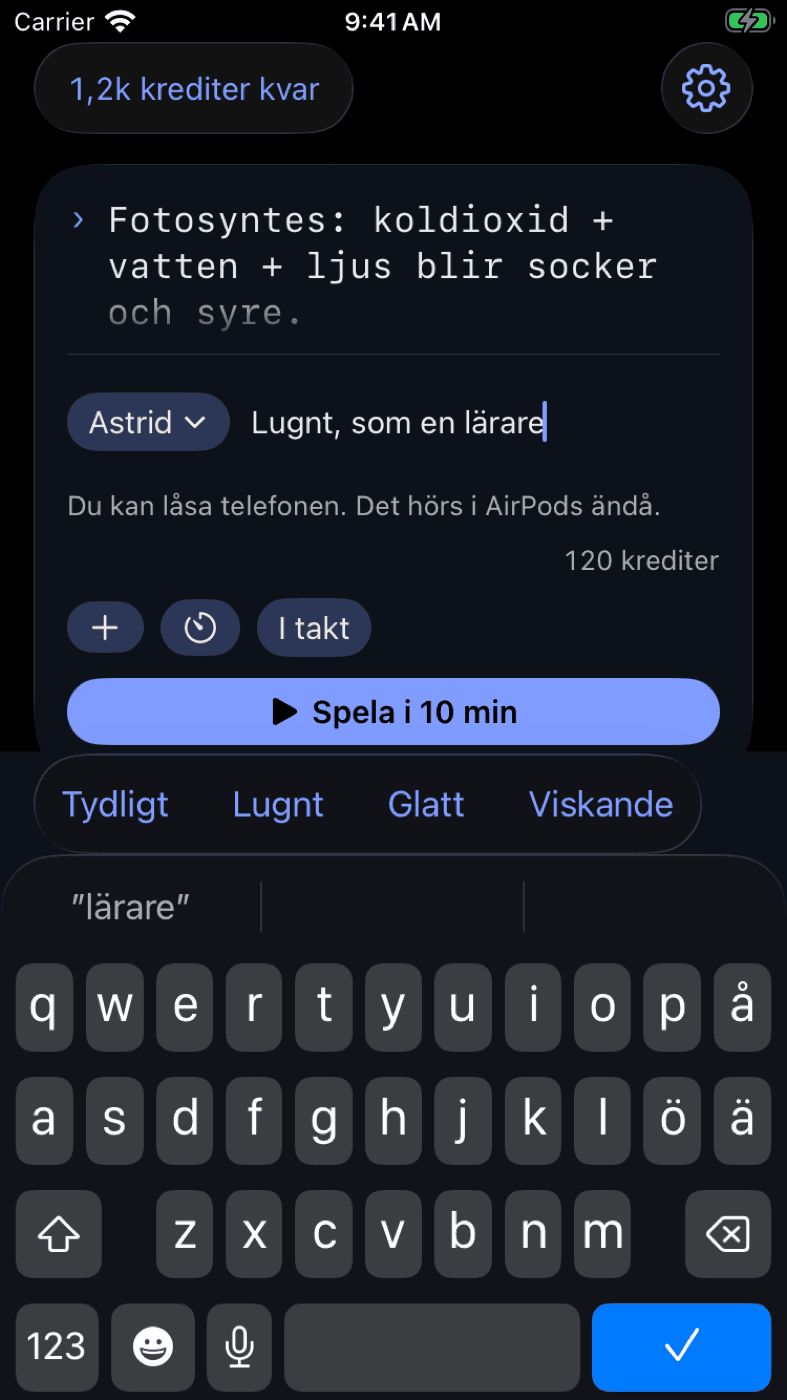 Carrier 9:41 AM
1,2k krediter kvar
› Fotosyntes: koldioxid +
vatten + ljus blir socker
och syre.
Astrid Lugnt, som en lärare
Du kan låsa telefonen. Det hörs i AirPods ändå.
120 krediter
+ I takt
Spela i 10 min
Tydligt Lugnt Glatt Viskande
”lärare”
q w e r t y u i o p å
a s d f g h j k l ö ä
z x c v b n m
123